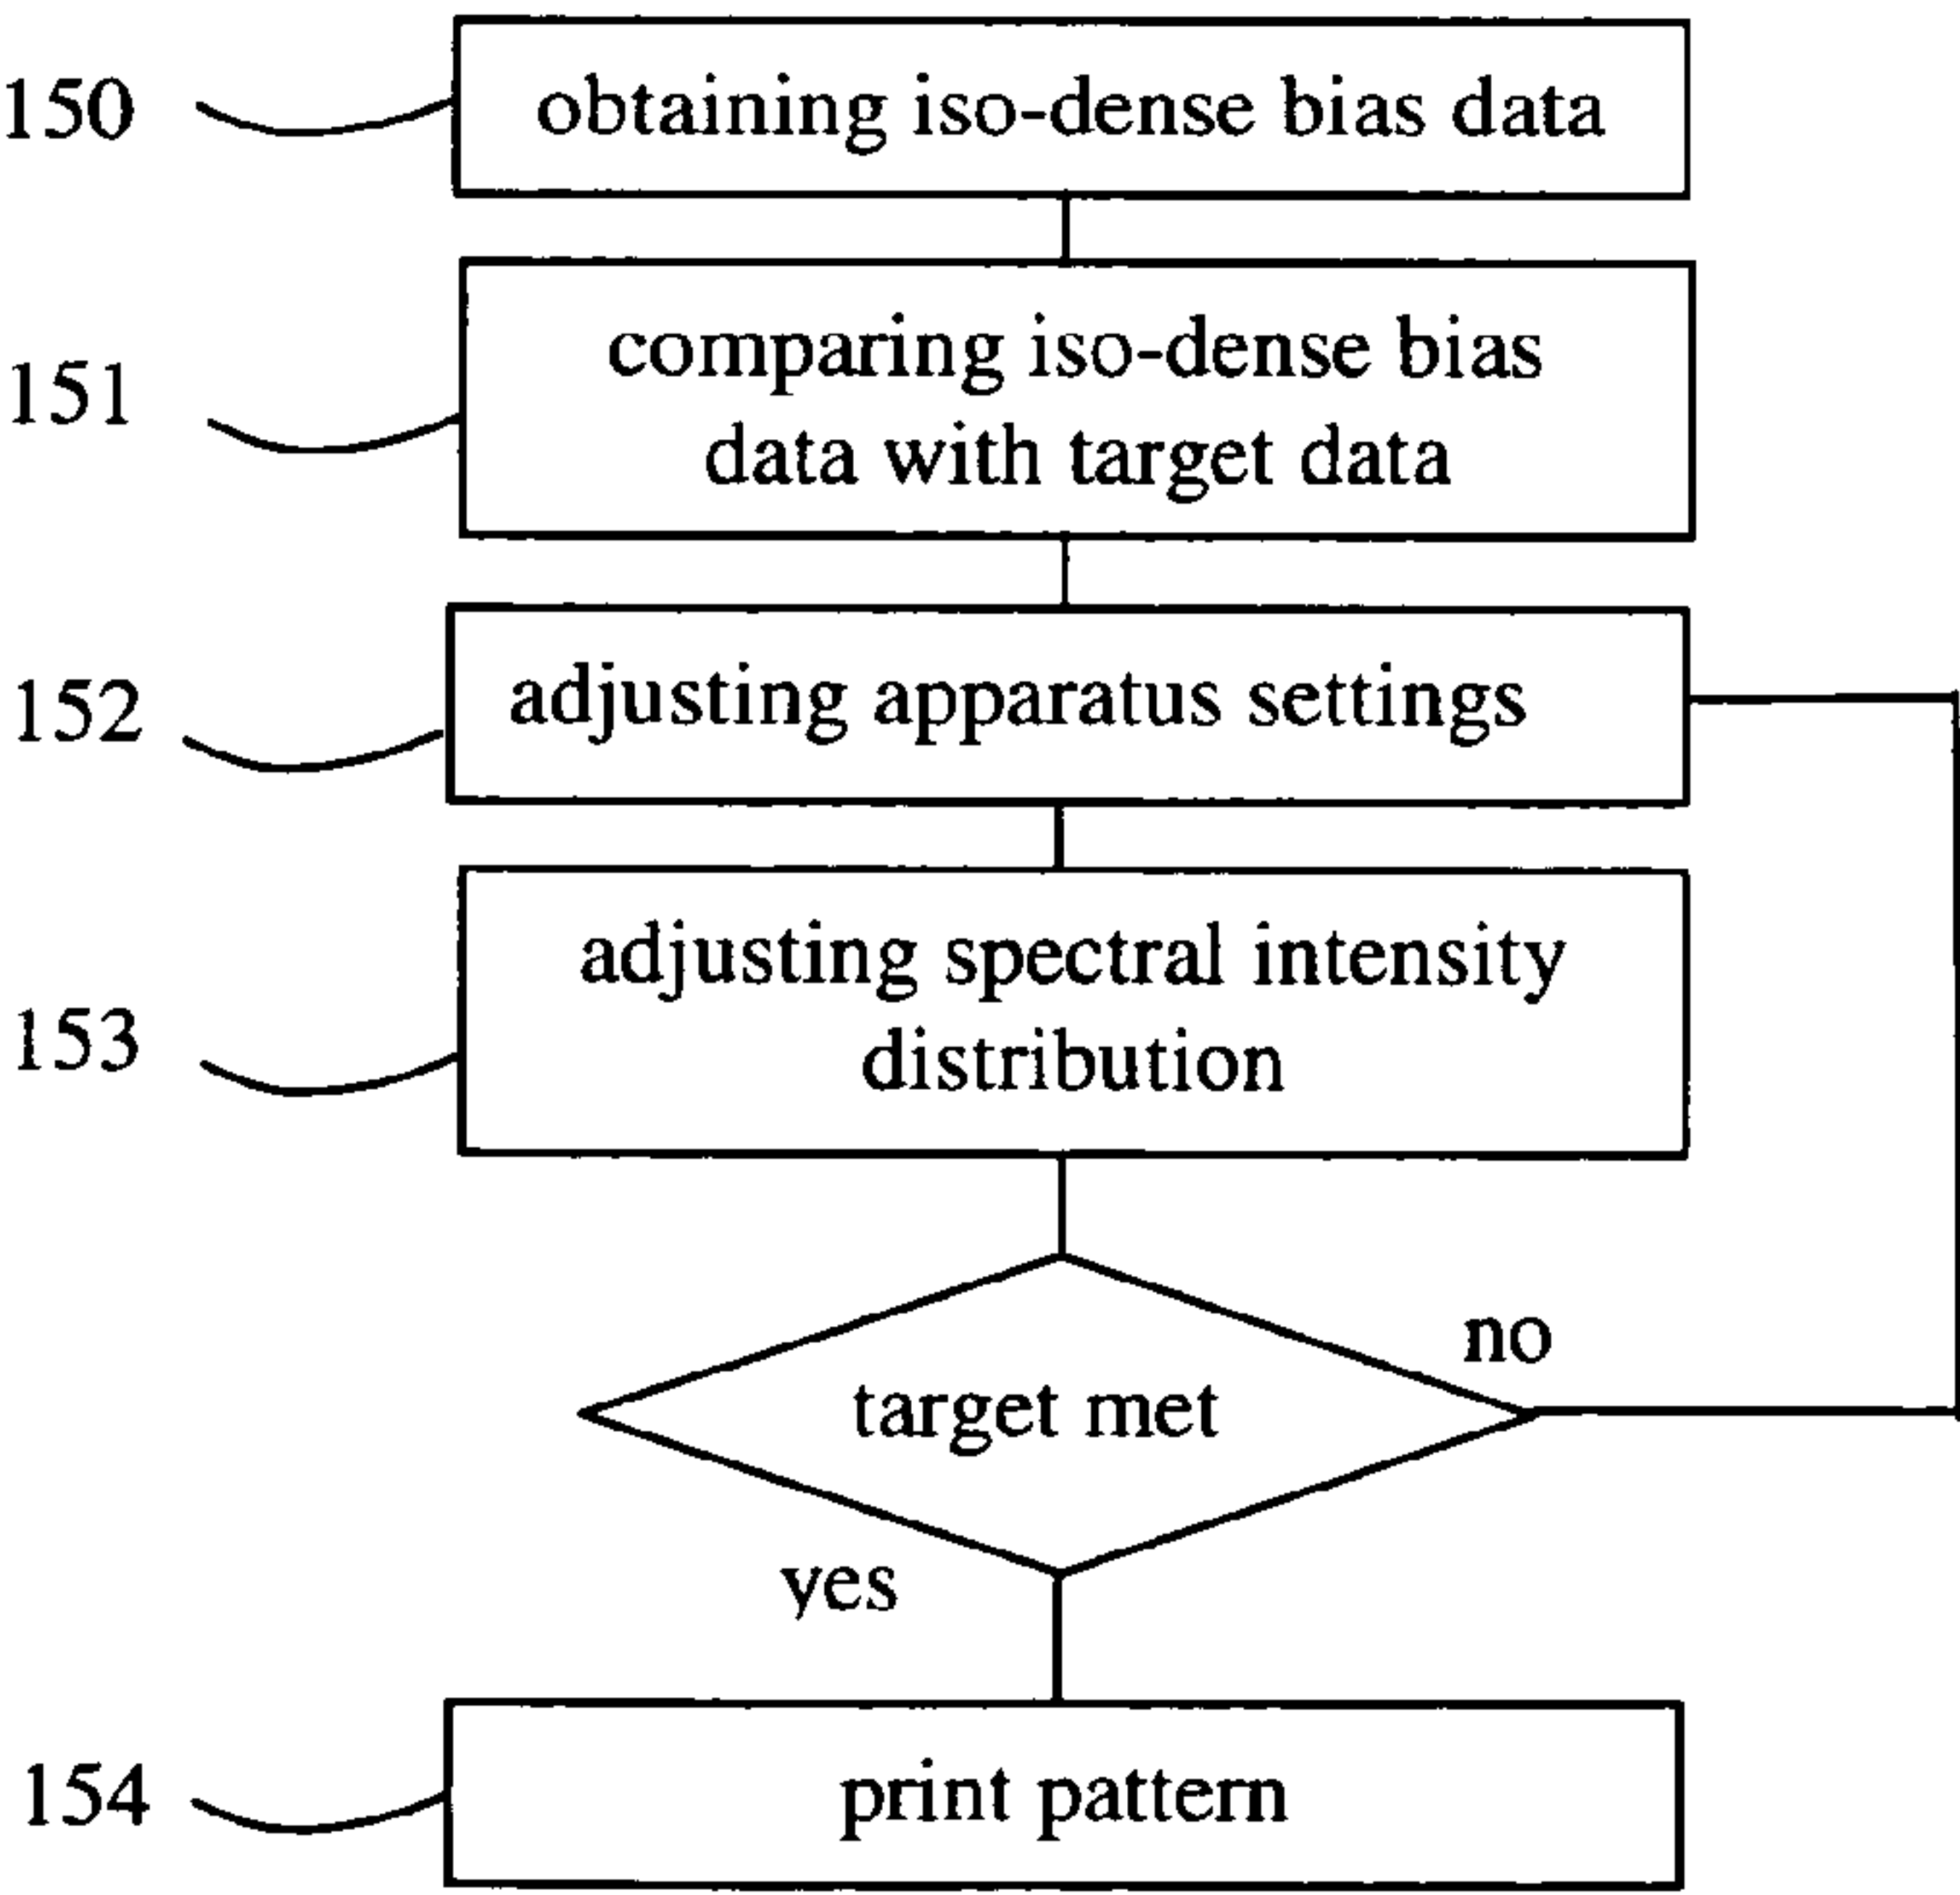 150
obtaining iso-dense bias data
151
comparing iso-dense bias
data with target data
152
adjusting apparatus settings
153
adjusting spectral intensity
distribution
no
target met
yes
154
print pattern